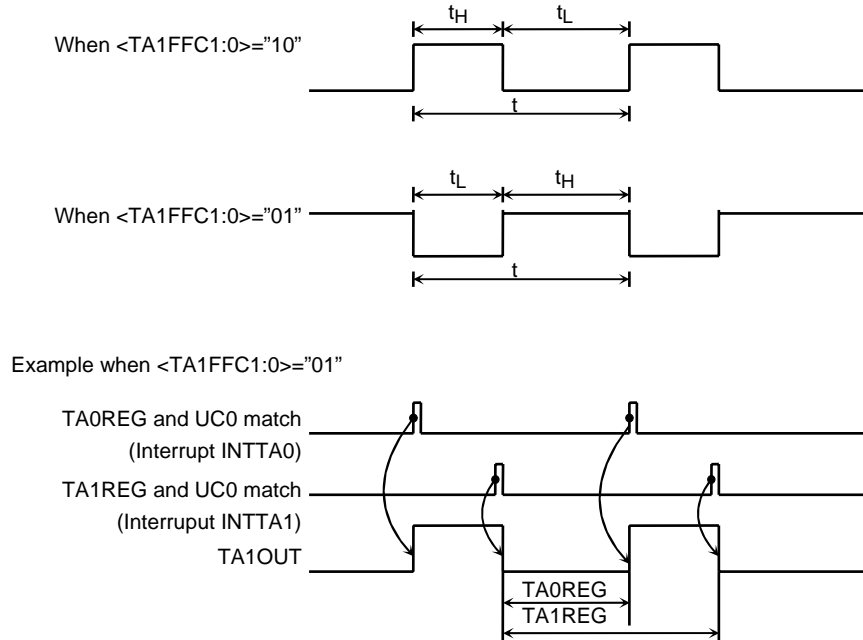 tH tL
When <TA1FFC1:0>=”10”
t
tL tH
When <TA1FFC1:0>=”01”
t
Example when <TA1FFC1:0>=”01”
TA0REG and UC0 match
(Interrupt INTTA0)
TA1REG and UC0 match
(Interruput INTTA1)
TA1OUT
TA0REG
TA1REG